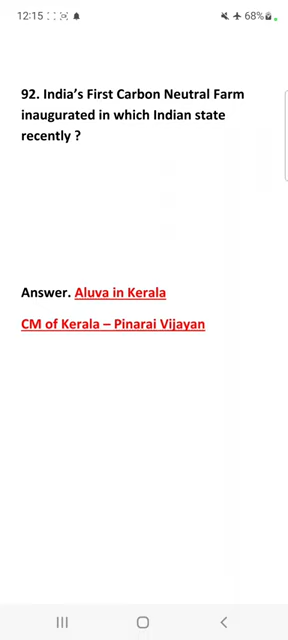 12:15 68%
92. India's First Carbon Neutral Farm
inaugurated in which Indian state
recently ?
Answer. Aluva in Kerala
CM of Kerala – Pinarai Vijayan